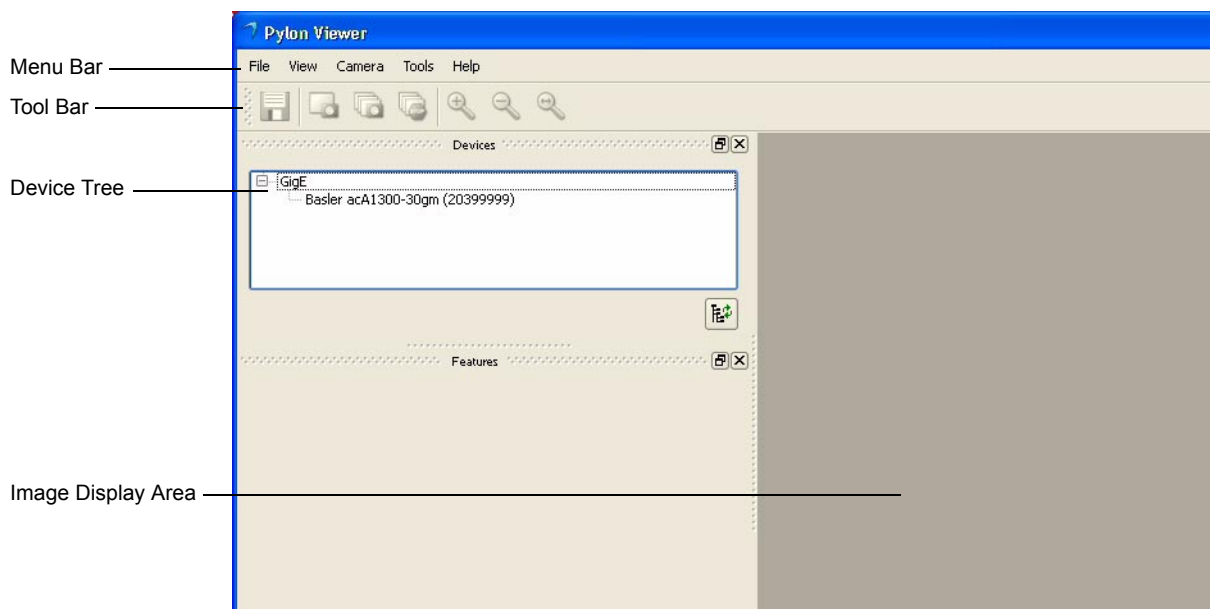 Pylon Viewer
Menu Bar
File View Camera Tools Help
Tool Bar
Devices
Device Tree
GigE
Basler acA1300-30gm (20399999)
Features
Image Display Area